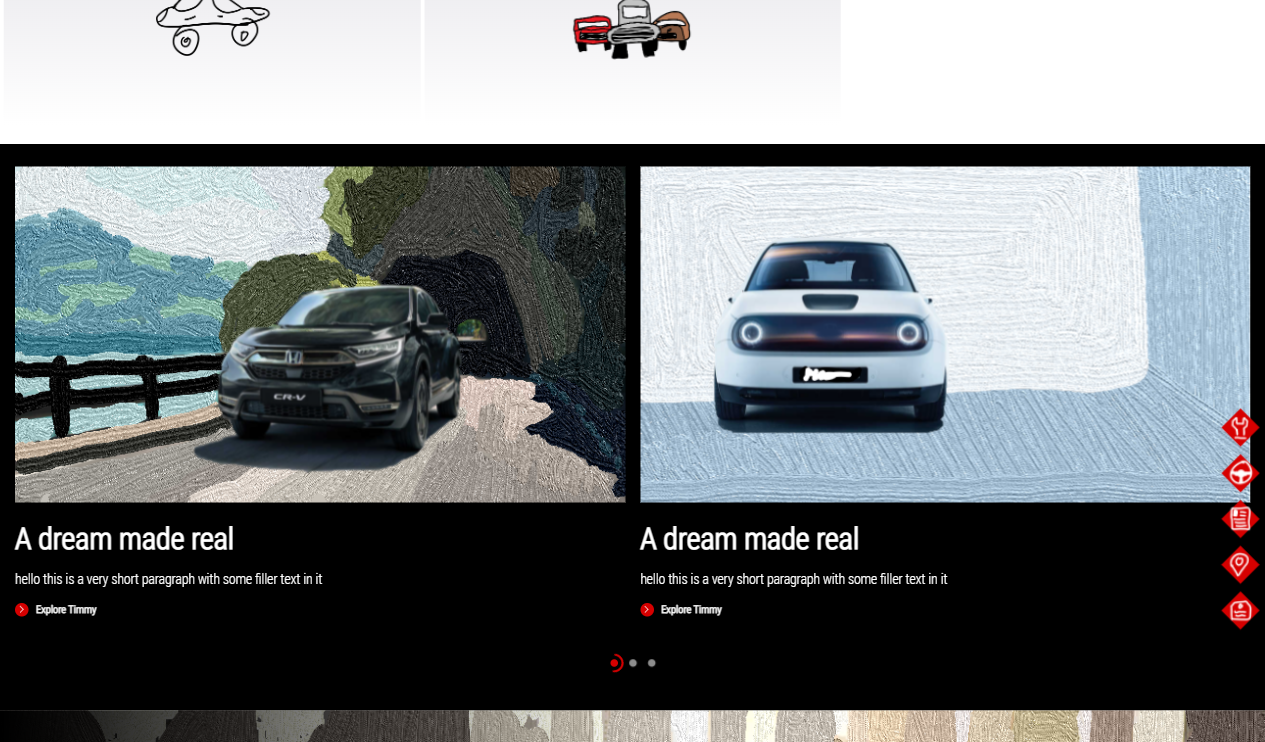 CR-V
A dream made real
hello this is a very short paragraph with some filler text in it
Explore Timmy
A dream made real
hello this is a very short paragraph with some filler text in it
Explore Timmy